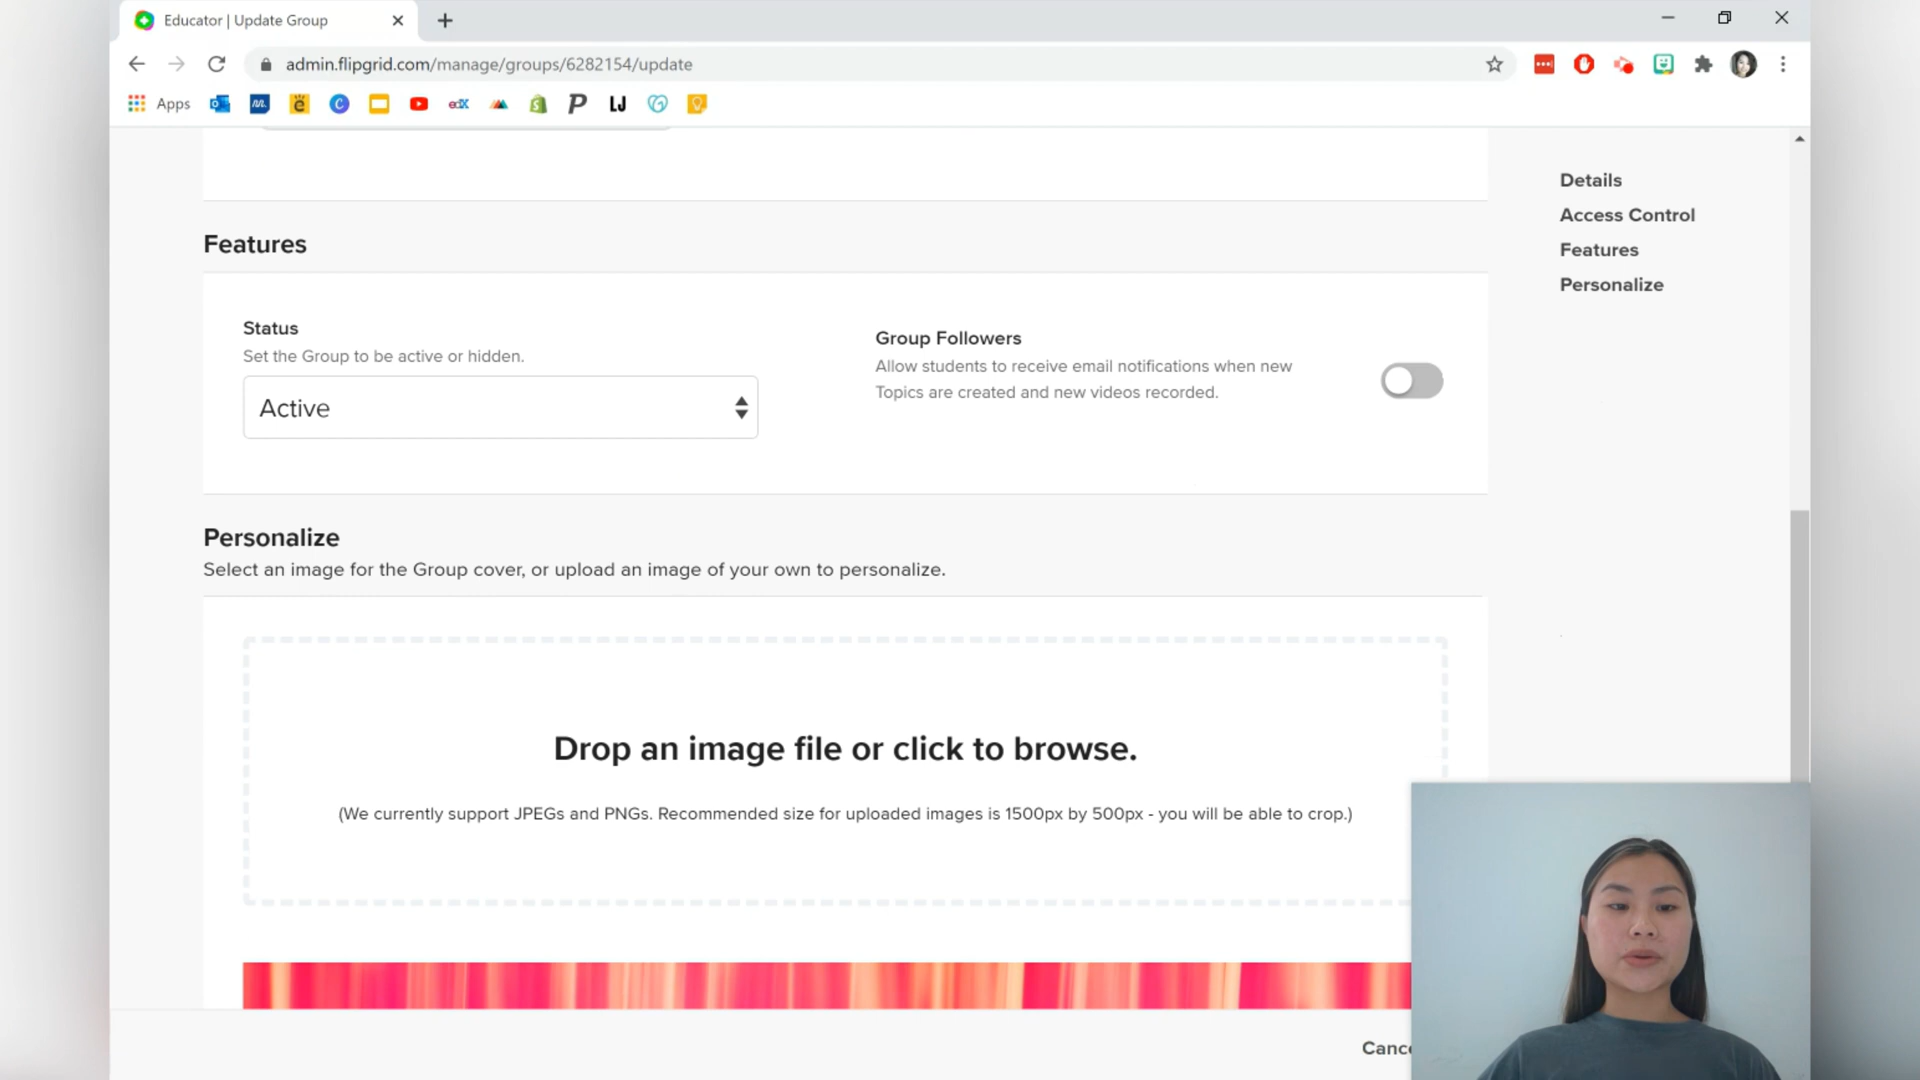 Educator | Update Group
admin.flipgrid.com/manage/groups/6282154/update
Apps
edX
P
LJ
Features
Status
Set the Group to be active or hidden.
Active
Group Followers
Allow students to receive email notifications when new
Topics are created and new videos recorded.
Personalize
Select an image for the Group cover, or upload an image of your own to personalize.
Drop an image file or click to browse.
(We currently support JPEGs and PNGs. Recommended size for uploaded images is 1500px by 500px - you will be able to crop.)
Details
Access Control
Features
Personalize
Cance